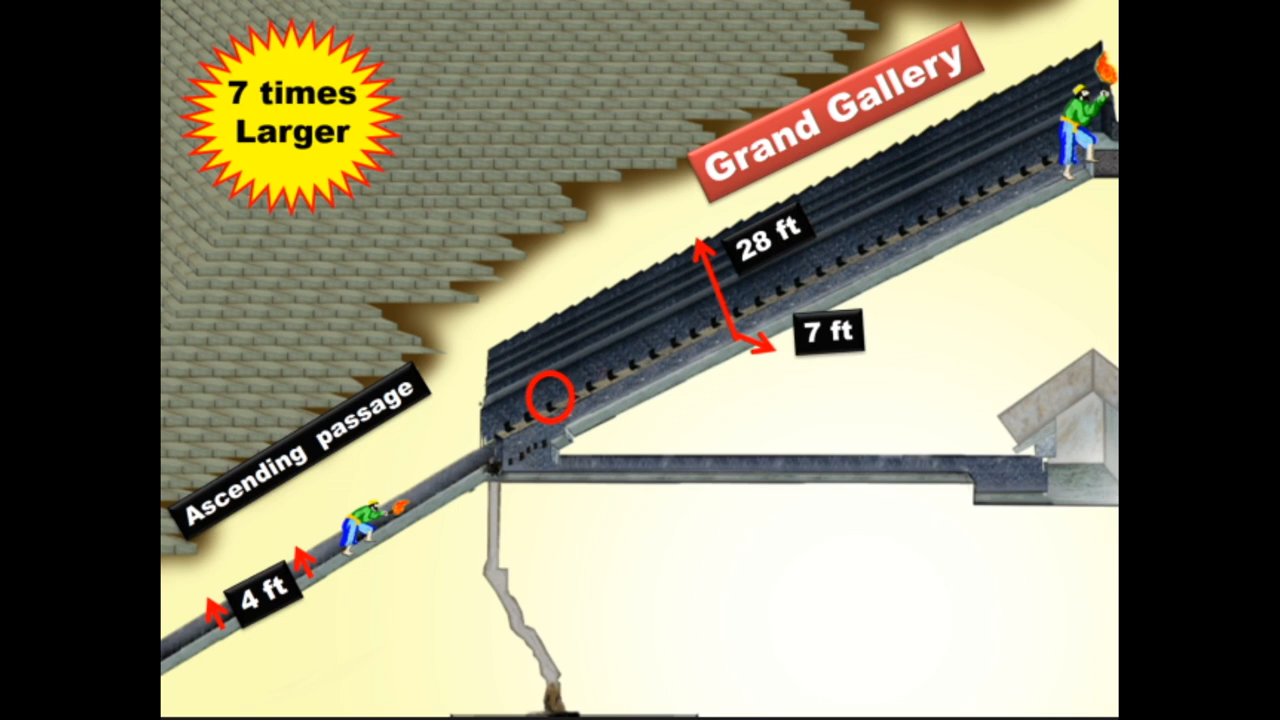 7 times
Larger
Grand Gallery
28 ft
7 ft
Ascending passage
4 ft